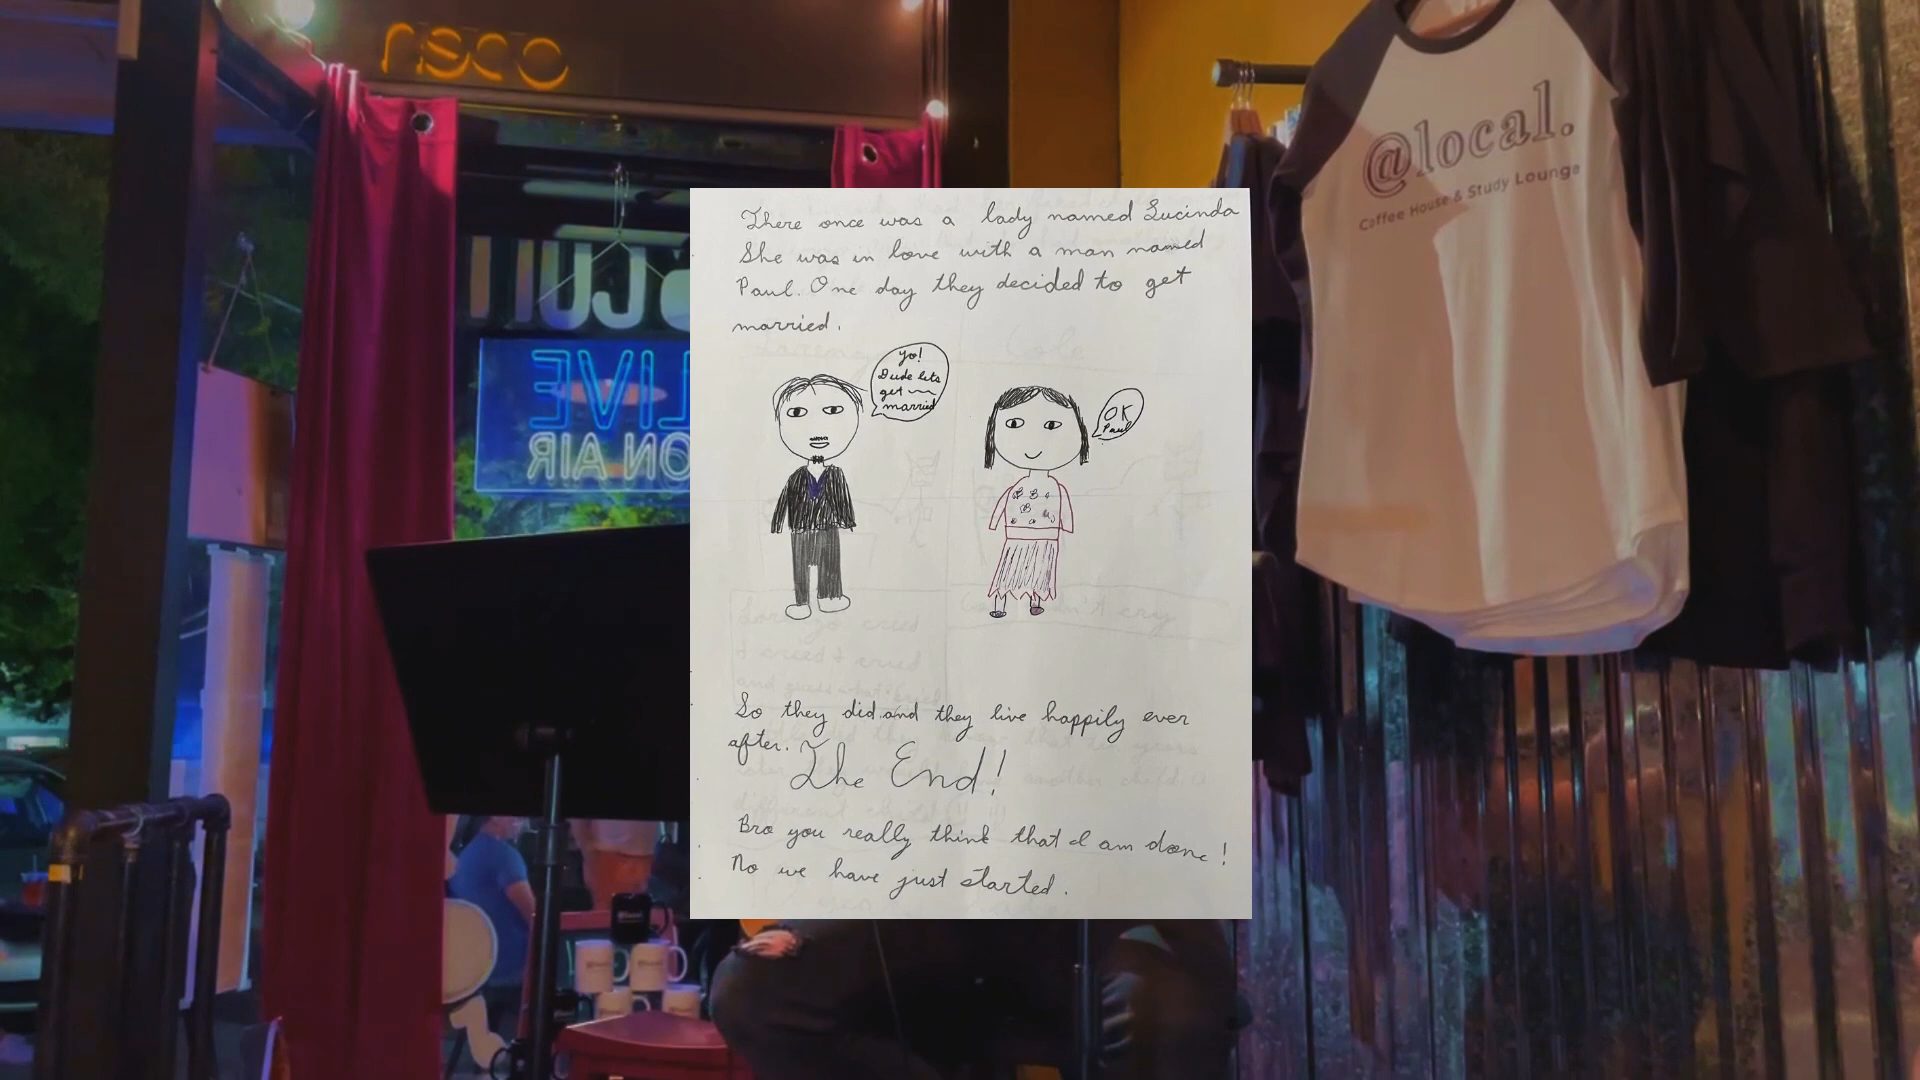 @local.
Coffee House & Study Lounge
LIVE
ON AIR
There once was a lady named Lucinda
She was in love with a man named
Paul. One day they decided to get
married.
Yo!
Dude lets
get
married
OK
Paul
So they did and they live happily ever
after.
The End!
Bro you really think that I am done!
No we have just started.